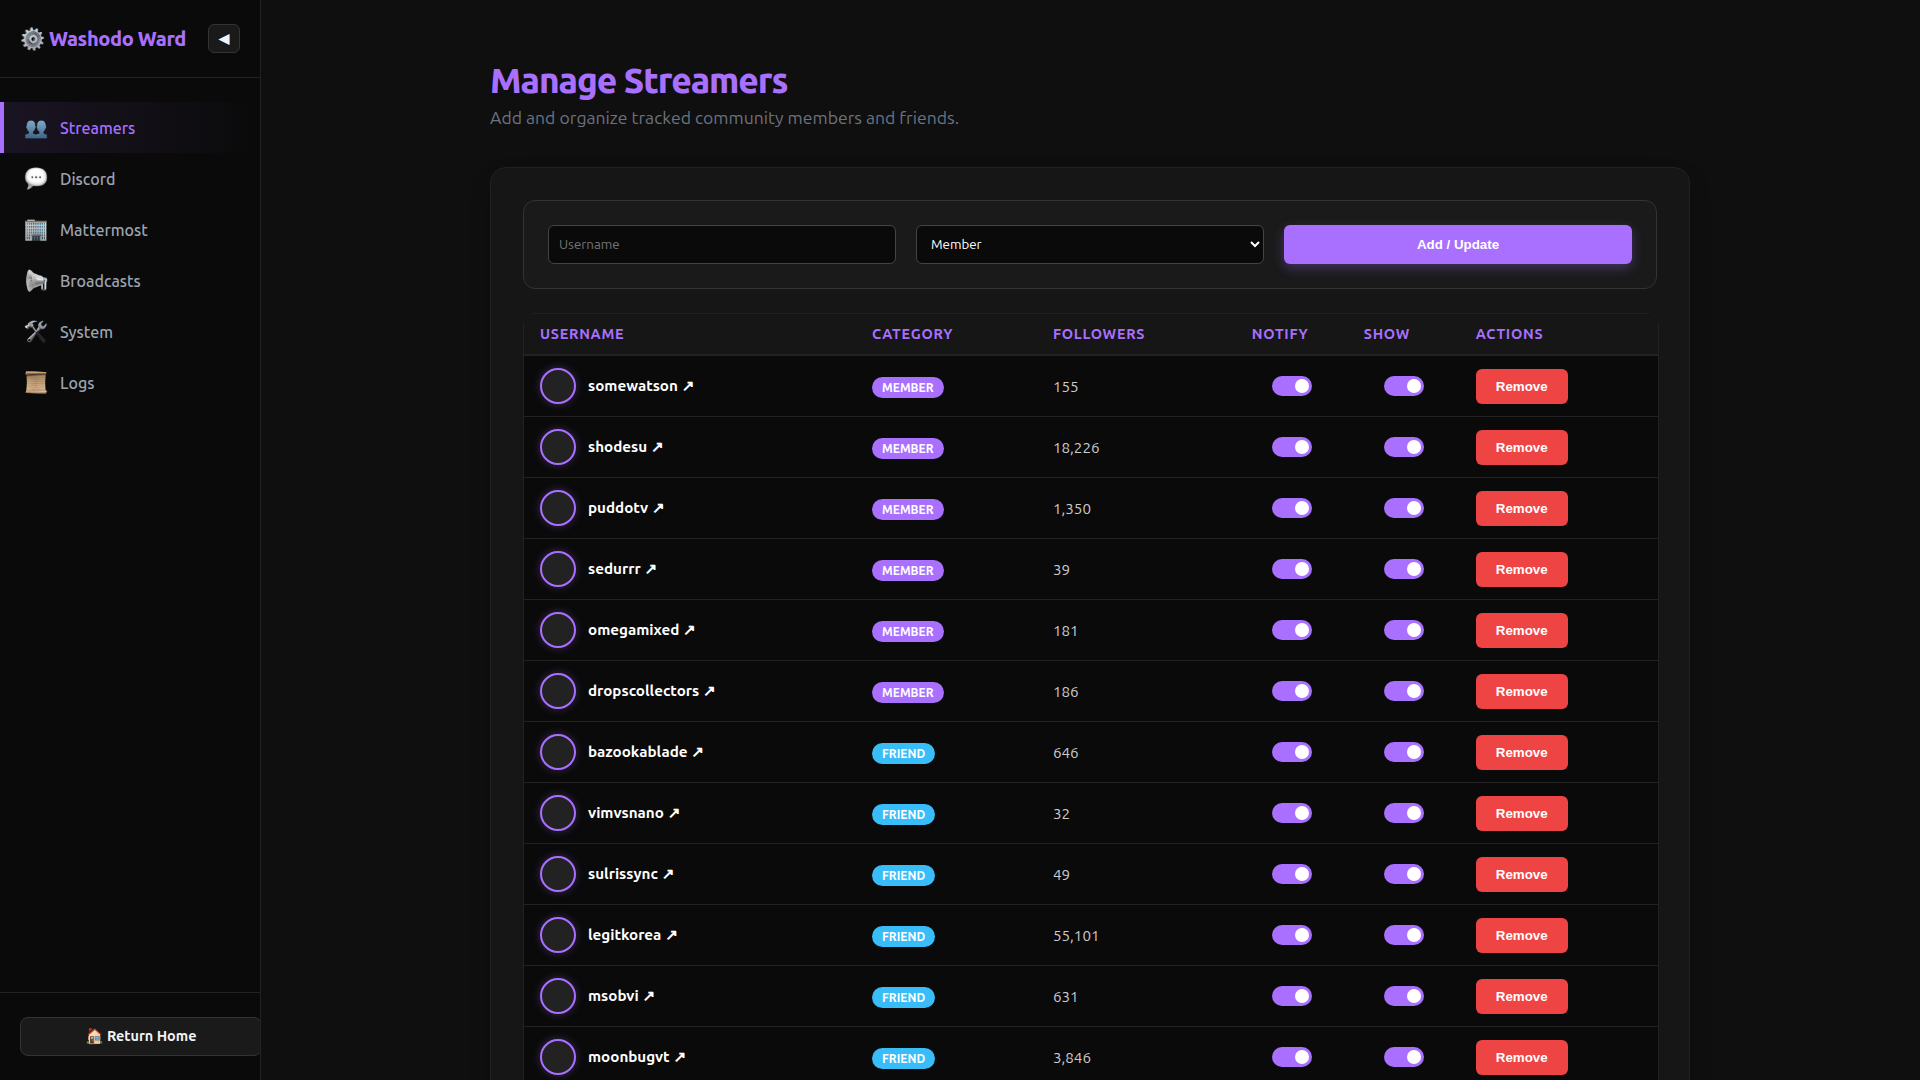 Washodo Ward
Streamers
Discord
Mattermost
Broadcasts
System
Logs
Return Home
Manage Streamers
Add and organize tracked community members and friends.
Username
Member
Add / Update
USERNAME CATEGORY FOLLOWERS NOTIFY SHOW ACTIONS
somewatson ↗ MEMBER 155 Remove
shodesu ↗ MEMBER 18,226 Remove
puddotv ↗ MEMBER 1,350 Remove
sedurrr ↗ MEMBER 39 Remove
omegamixed ↗ MEMBER 181 Remove
dropscollectors ↗ MEMBER 186 Remove
bazookablade ↗ FRIEND 646 Remove
vimvsnano ↗ FRIEND 32 Remove
sulrissync ↗ FRIEND 49 Remove
legitkorea ↗ FRIEND 55,101 Remove
msobvi ↗ FRIEND 631 Remove
moonbugvt ↗ FRIEND 3,846 Remove